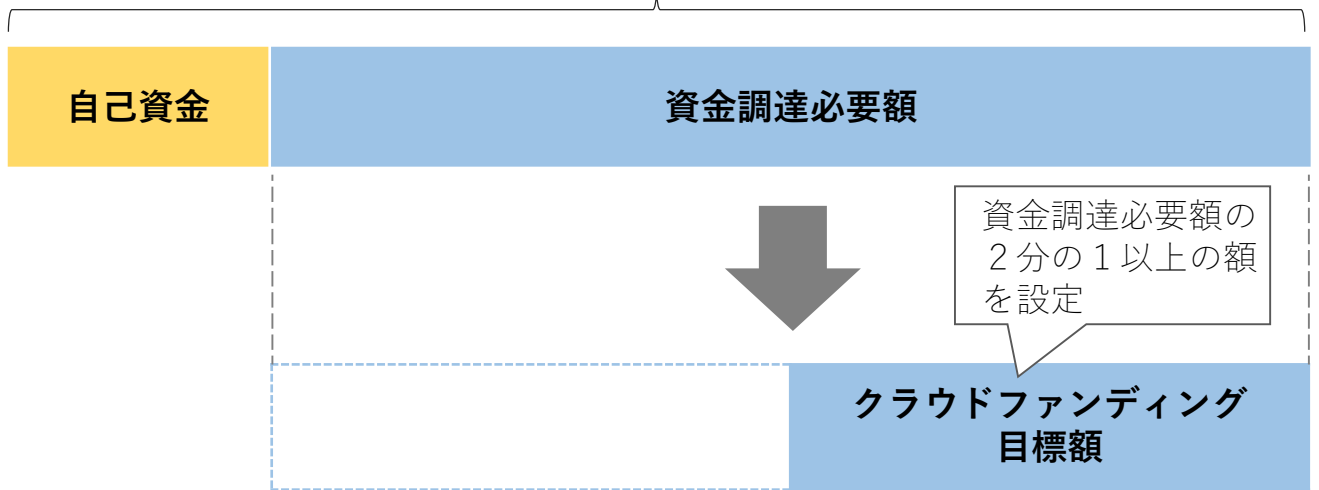 自己資金
資金調達必要額
資金調達必要額の
２分の１以上の額
を設定
クラウドファンディング
目標額